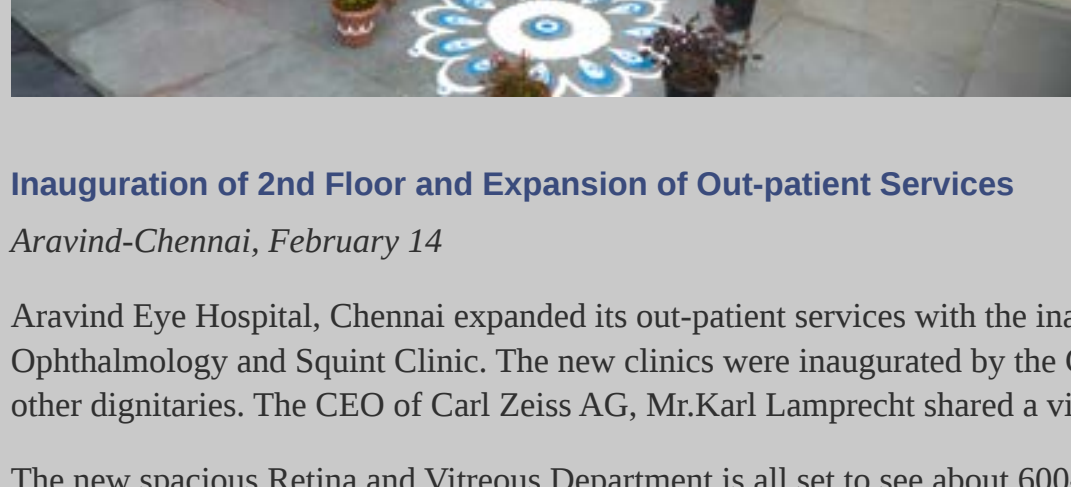 Inauguration of 2nd Floor and Expansion of Out-patient Services
Aravind-Chennai, February 14
Aravind Eye Hospital, Chennai expanded its out-patient services with the
Ophthalmology and Squint Clinic. The new clinics were inaugurated by the
other dignitaries. The CEO of Carl Zeiss AG, Mr.Karl Lamprecht shared a
The new spacious Retina and Vitreous Department is all set to see about 600